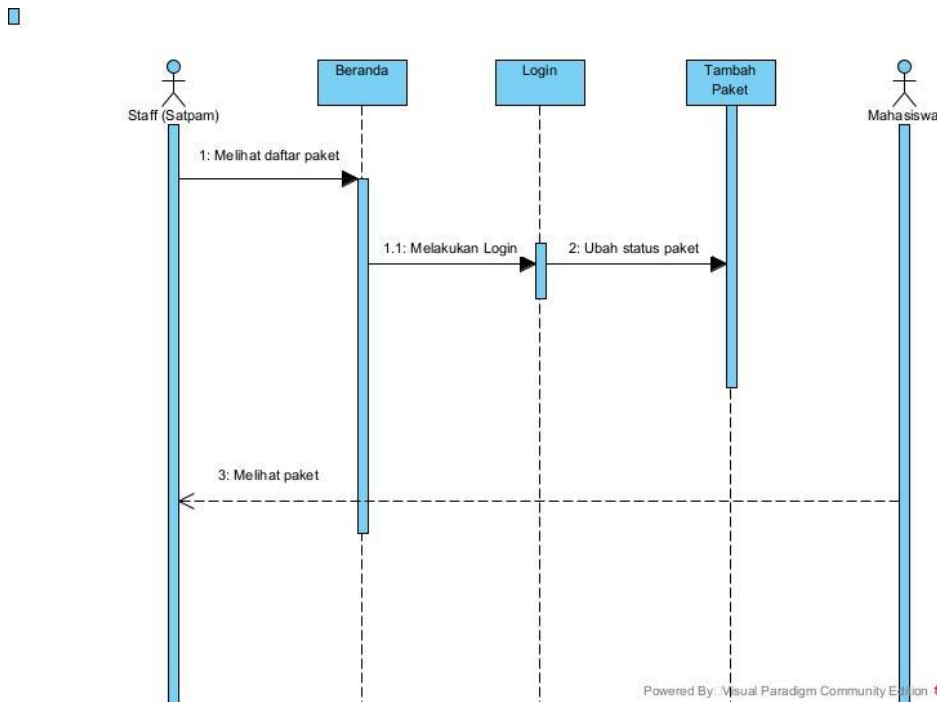 Beranda
Login
Tambah
Paket
Staff (Satpam)
Mahasiswa
1: Melihat daftar paket
1.1: Melakukan Login
2: Ubah status paket
3: Melihat paket
Powered By Visual Paradigm Community Edition